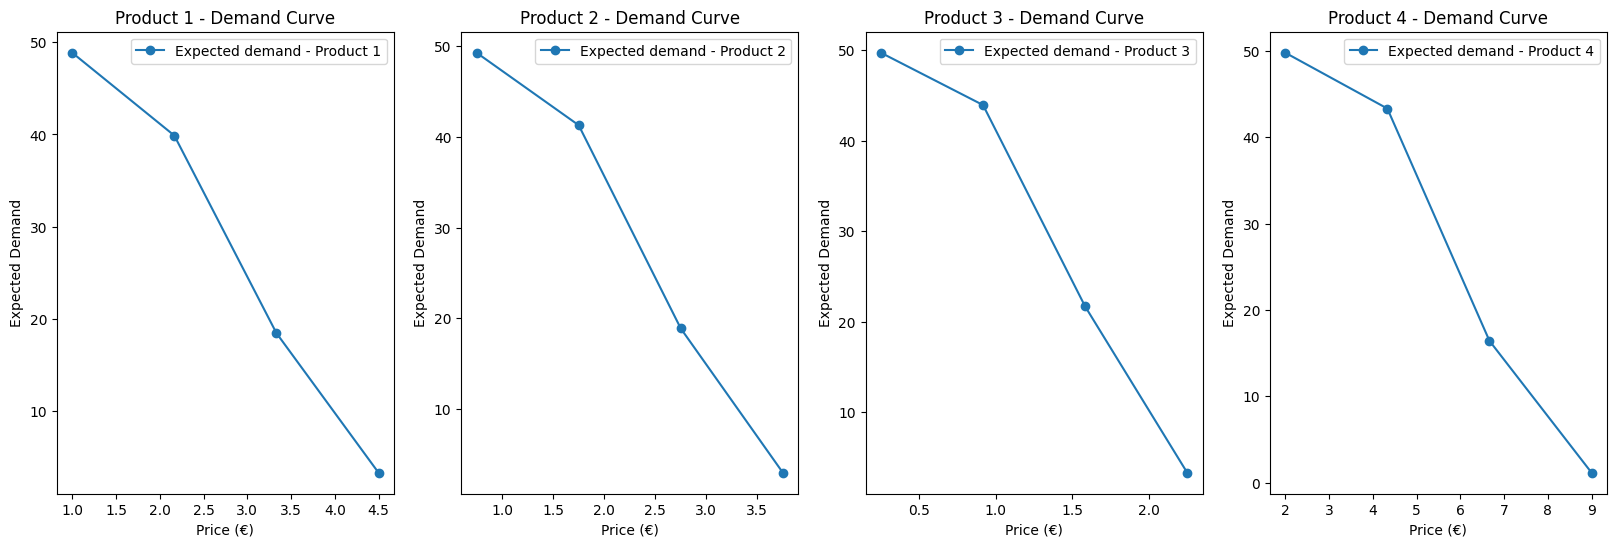 Product 1 - Demand Curve
Expected demand - Product 1
50
40
30
20
10
Expected Demand
1.0 1.5 2.0 2.5 3.0 3.5 4.0 4.5
Price (€)
Product 2 - Demand Curve
Expected demand - Product 2
50
40
30
20
10
Expected Demand
1.0 1.5 2.0 2.5 3.0 3.5
Price (€)
Product 3 - Demand Curve
Expected demand - Product 3
50
40
30
20
10
Expected Demand
0.5 1.0 1.5 2.0
Price (€)
Product 4 - Demand Curve
Expected demand - Product 4
50
40
30
20
10
0
Expected Demand
2 3 4 5 6 7 8 9
Price (€)